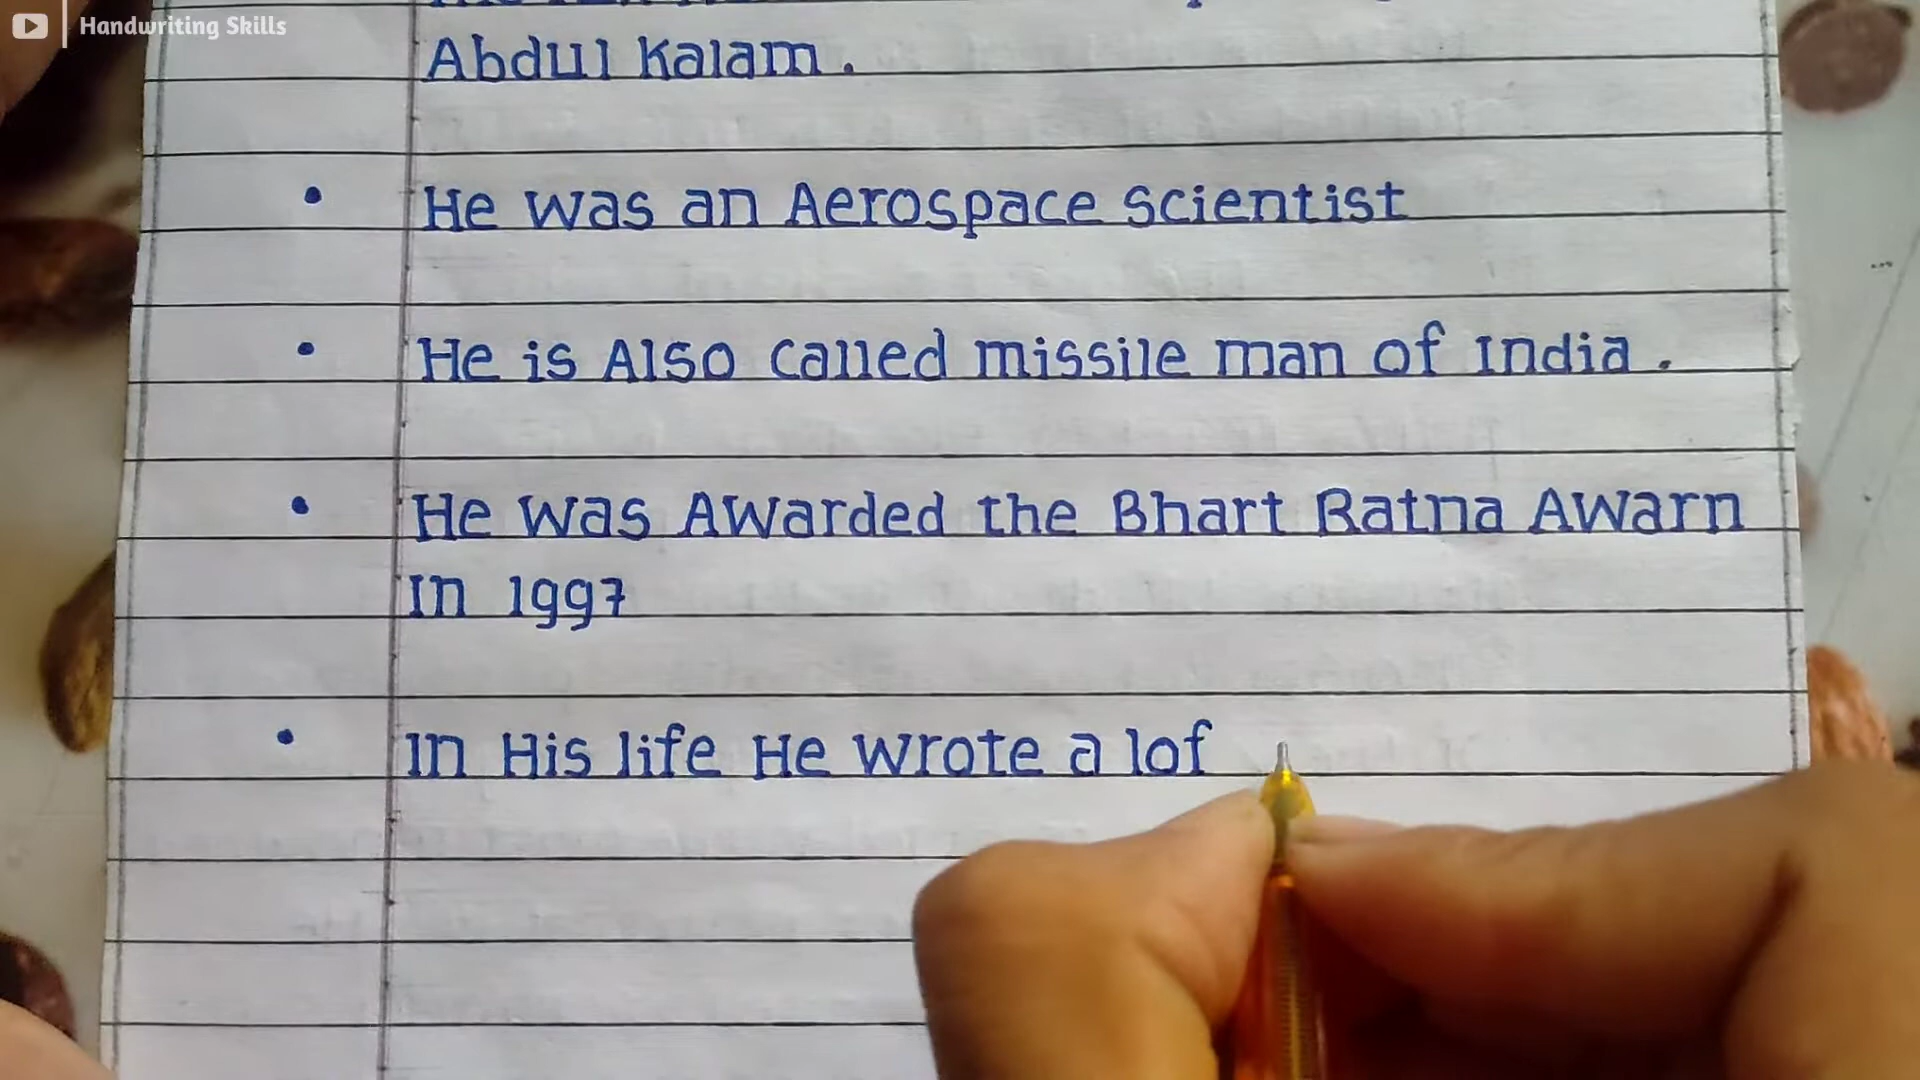 Handwriting Skills
Abdul Kalam.
• He was an Aerospace scientist
• He is Also called missile man of India.
• He was Awarded the Bhart Ratna Awarn
In 1997
• In His life He wrote a lof